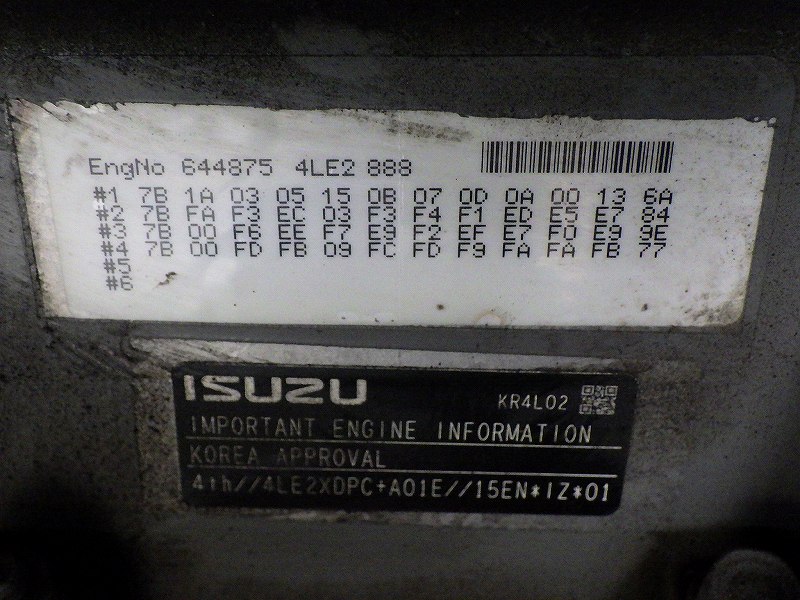 EngNo 644875 4LE2 888
#1 7B 1A 03 05 15 0B 07 0D 0A 00 13 6A
#2 7B FA F3 EC 03 F3 F4 F1 ED E5 E7 84
#3 7B 00 F6 EE F7 E9 F2 EF E7 F0 E9 9E
#4 7B 00 FD FB 09 FC FD F9 FA FA FB 77
#5
#6
ISUZU KR4L02
IMPORTANT ENGINE INFORMATION
KOREA APPROVAL
4th//4LE2XDPC+A01E//15EN*IZ*01